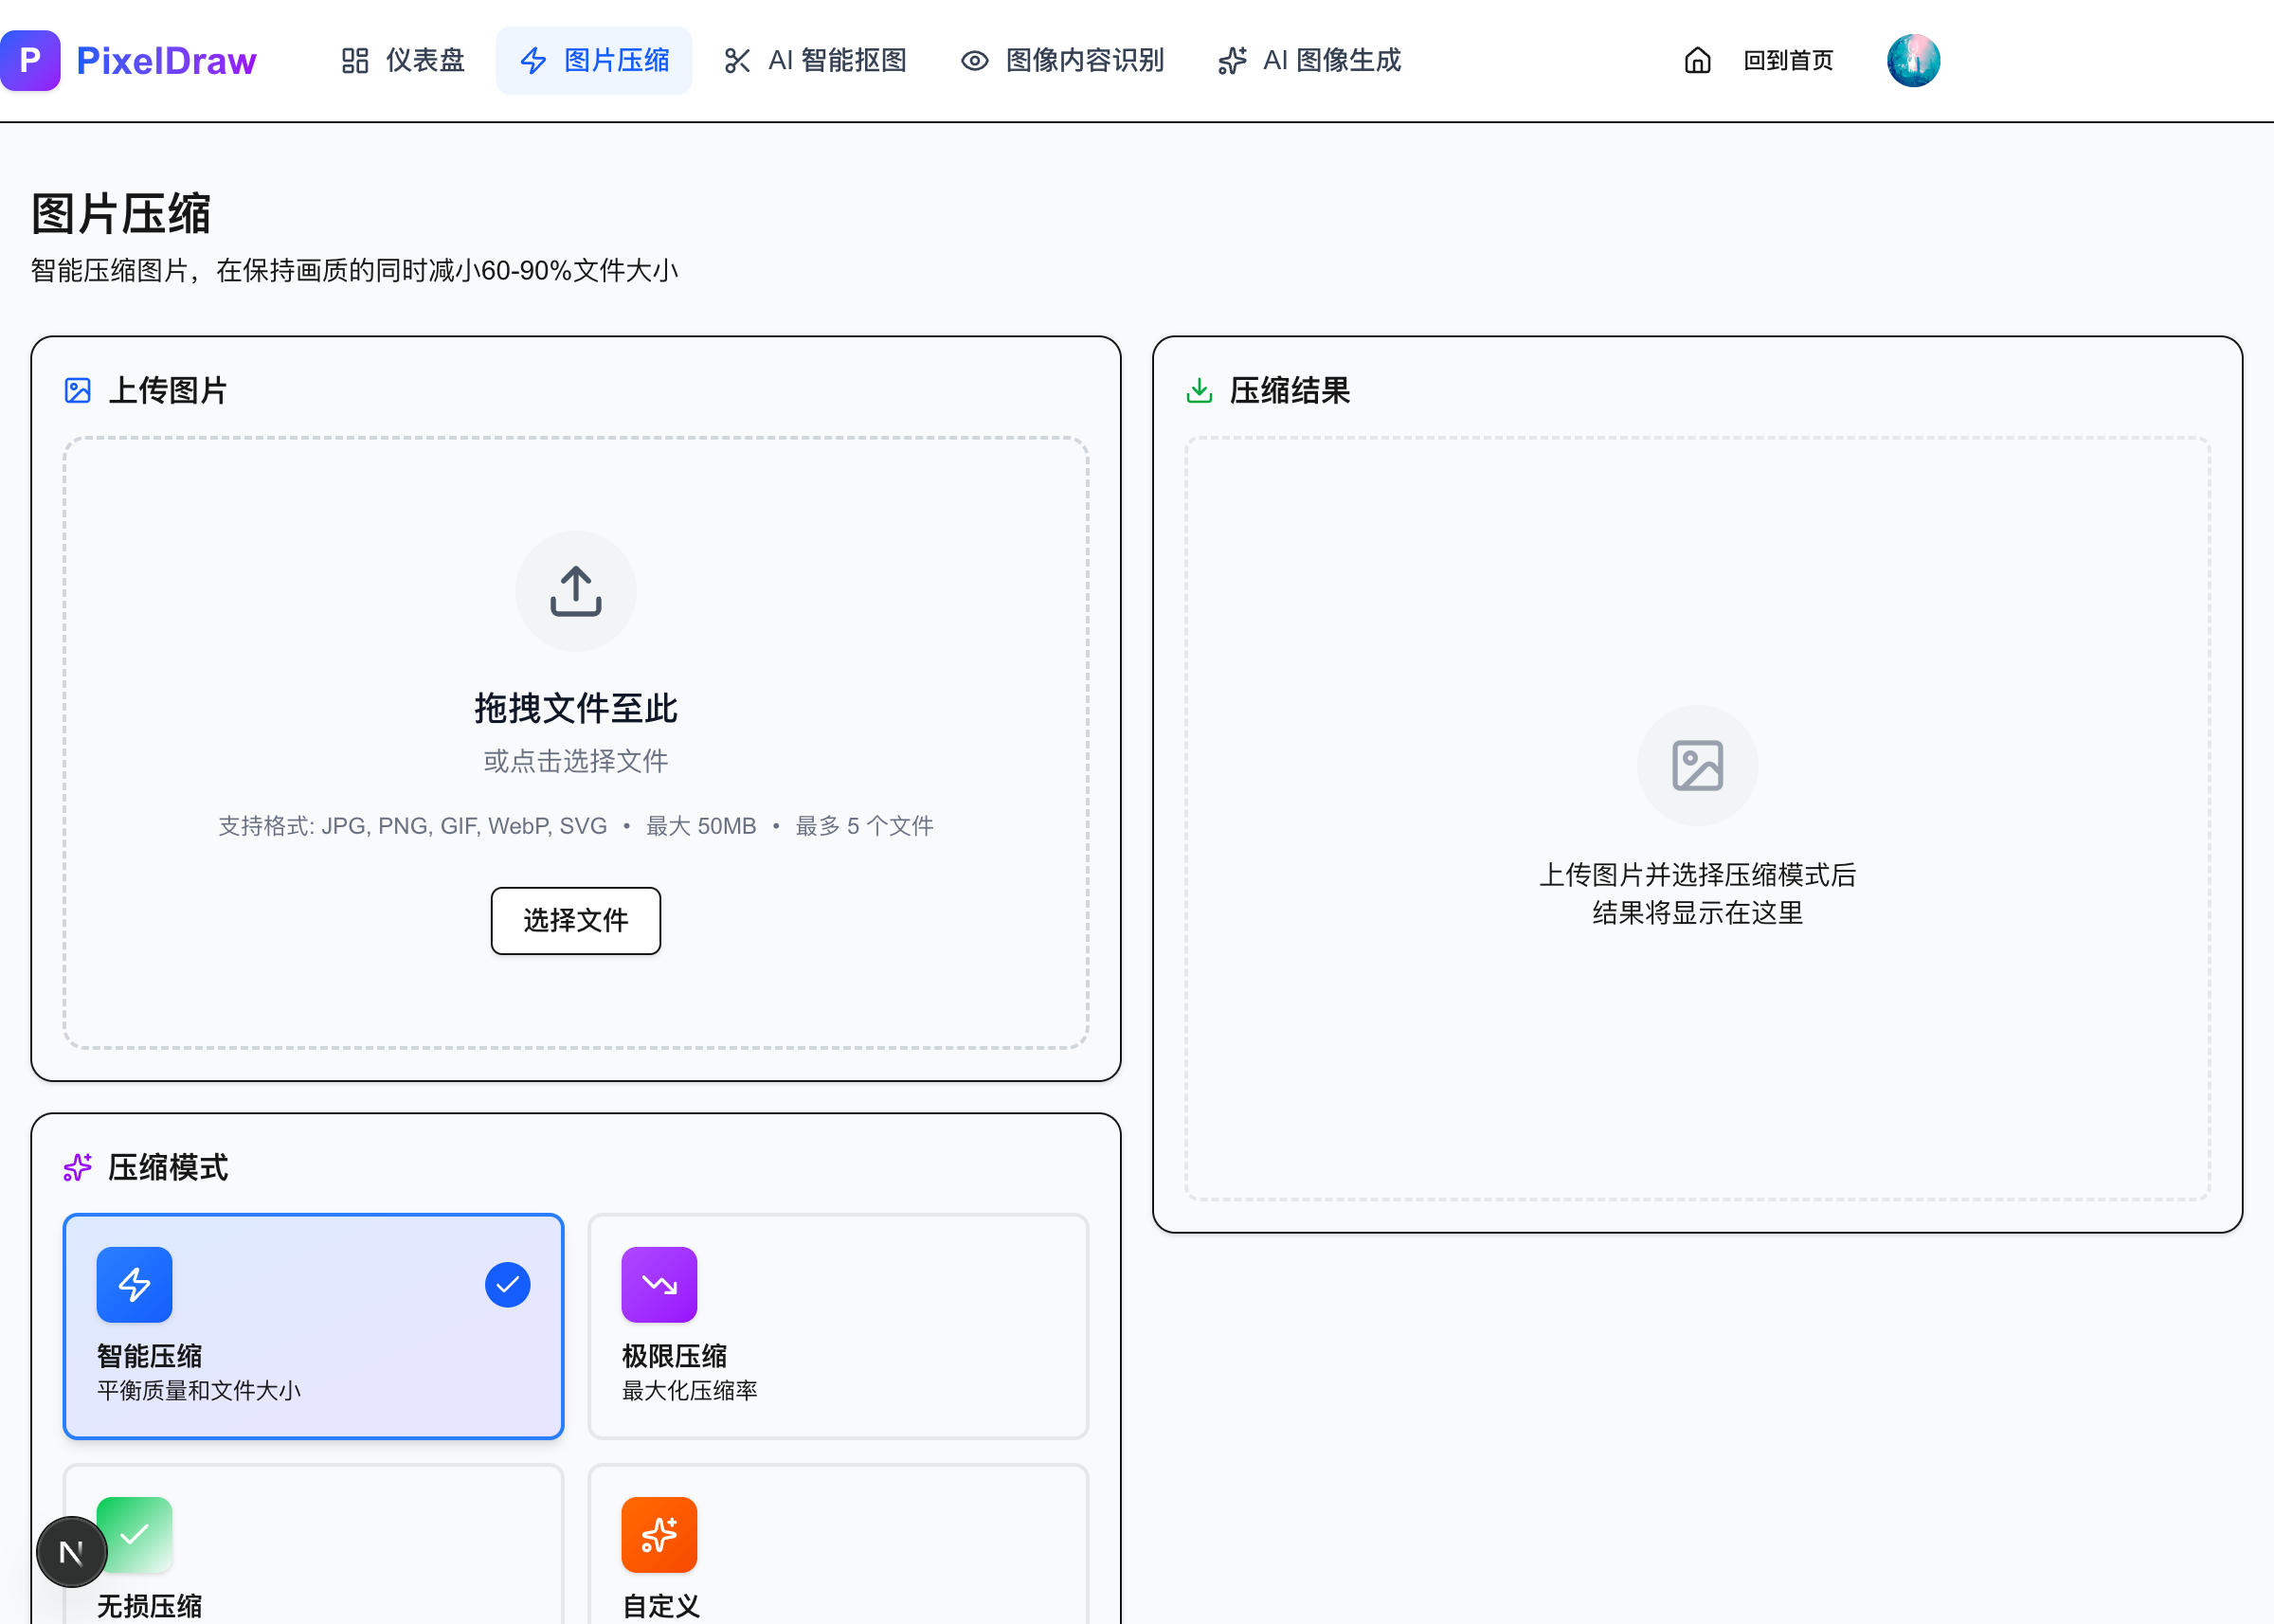 P PixelDraw 仪表盘 图片压缩 AI 智能抠图 图像内容识别 AI 图像生成 回到首页
图片压缩
智能压缩图片，在保持画质的同时减小60-90%文件大小
上传图片
拖拽文件至此
或点击选择文件
支持格式: JPG, PNG, GIF, WebP, SVG • 最大 50MB • 最多 5 个文件
选择文件
压缩结果
上传图片并选择压缩模式后
结果将显示在这里
压缩模式
智能压缩
平衡质量和文件大小
极限压缩
最大化压缩率
N
无损压缩
自定义